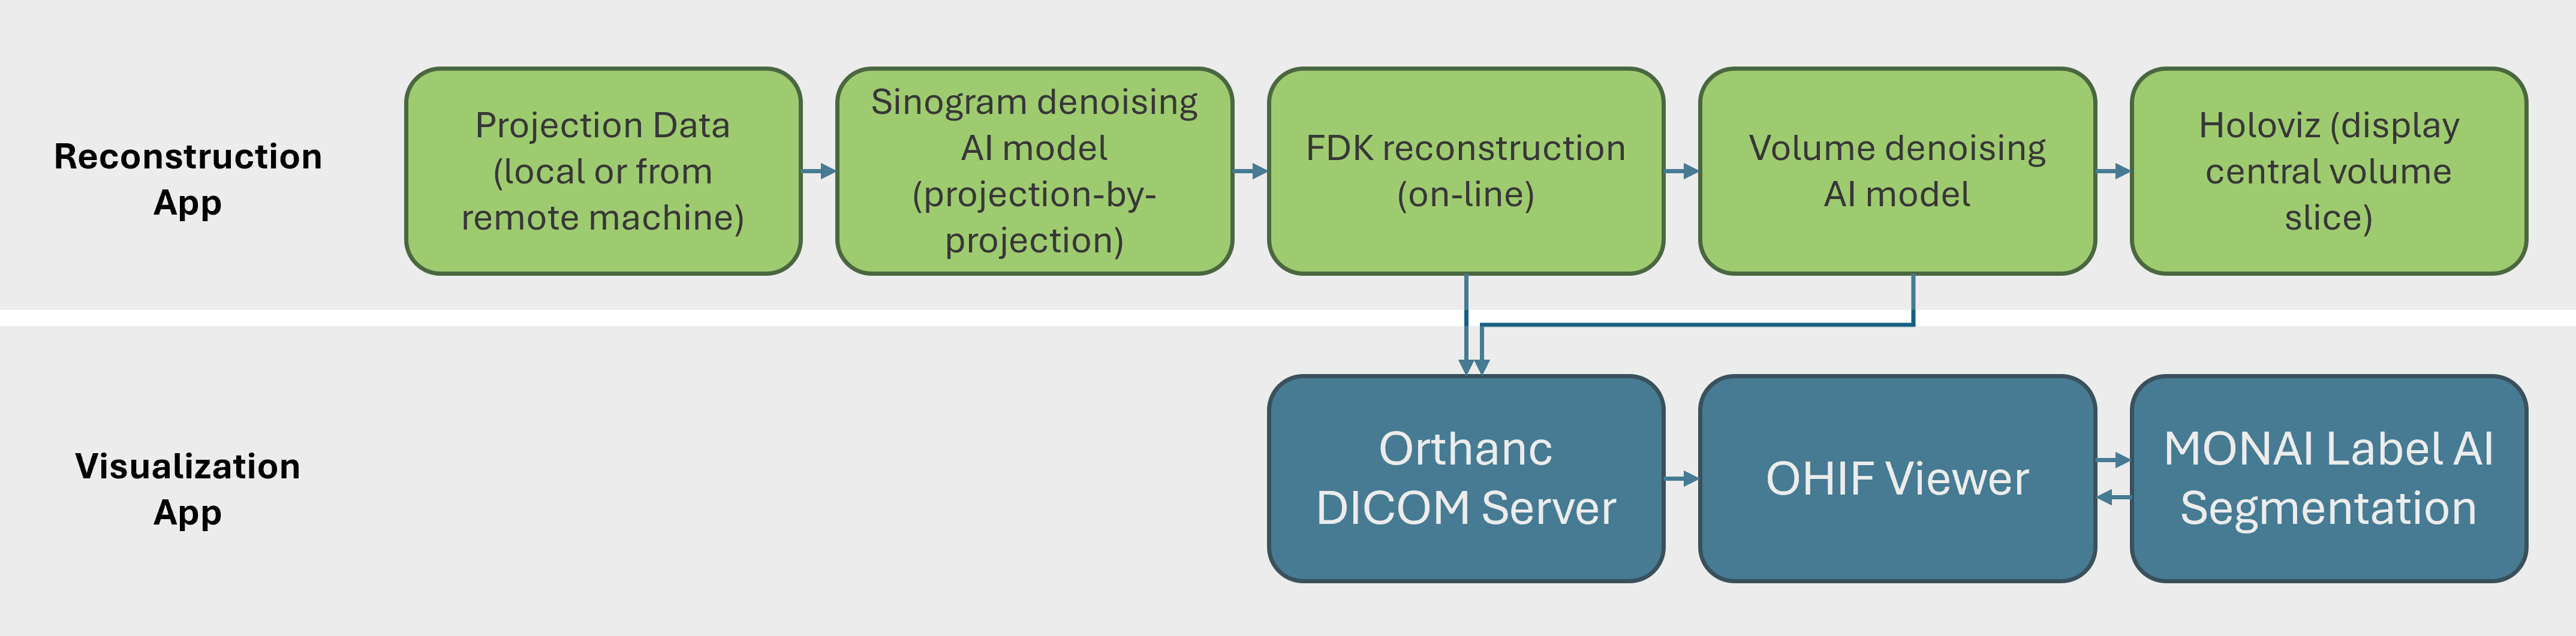 Reconstruction
App
Projection Data
(local or from
remote machine)
Sinogram denoising
AI model
(projection-by-
projection)
FDK reconstruction
(on-line)
Volume denoising
AI model
Holoviz (display
central volume
slice)
Visualization
App
Orthanc
DICOM Server
OHIF Viewer
MONAI Label AI
Segmentation